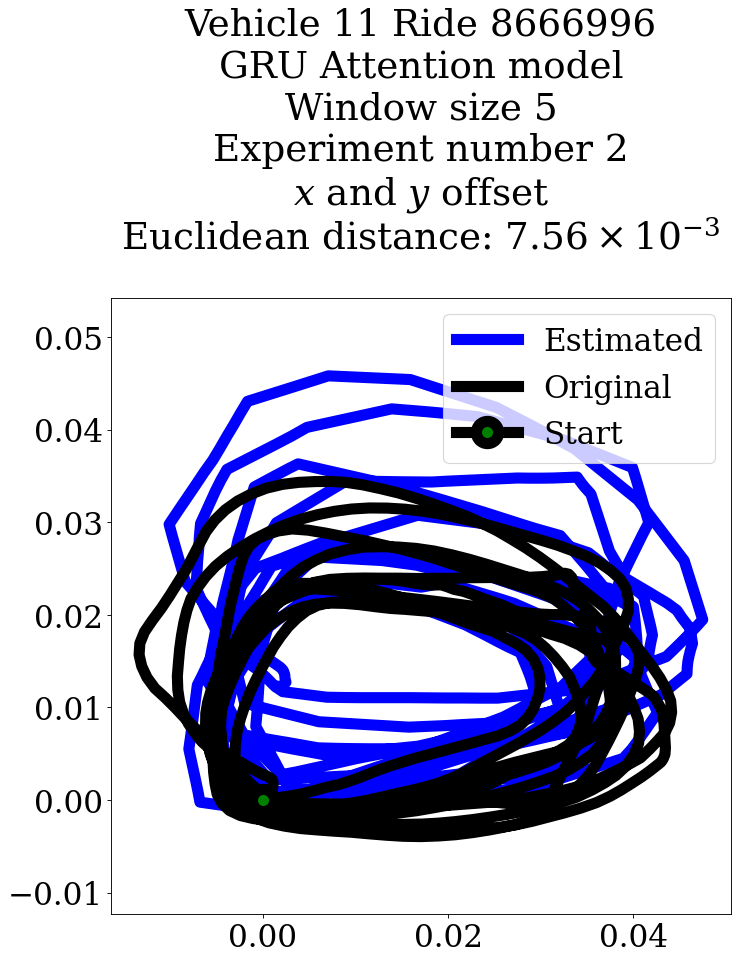 Vehicle 11 Ride 8666996
GRU Attention model
Window size 5
Experiment number 2
x and y offset
Euclidean distance: 7.56 × 10⁻³
Estimated
Original
Start
0.05
0.04
0.03
0.02
0.01
0.00
−0.01
0.00 0.02 0.04